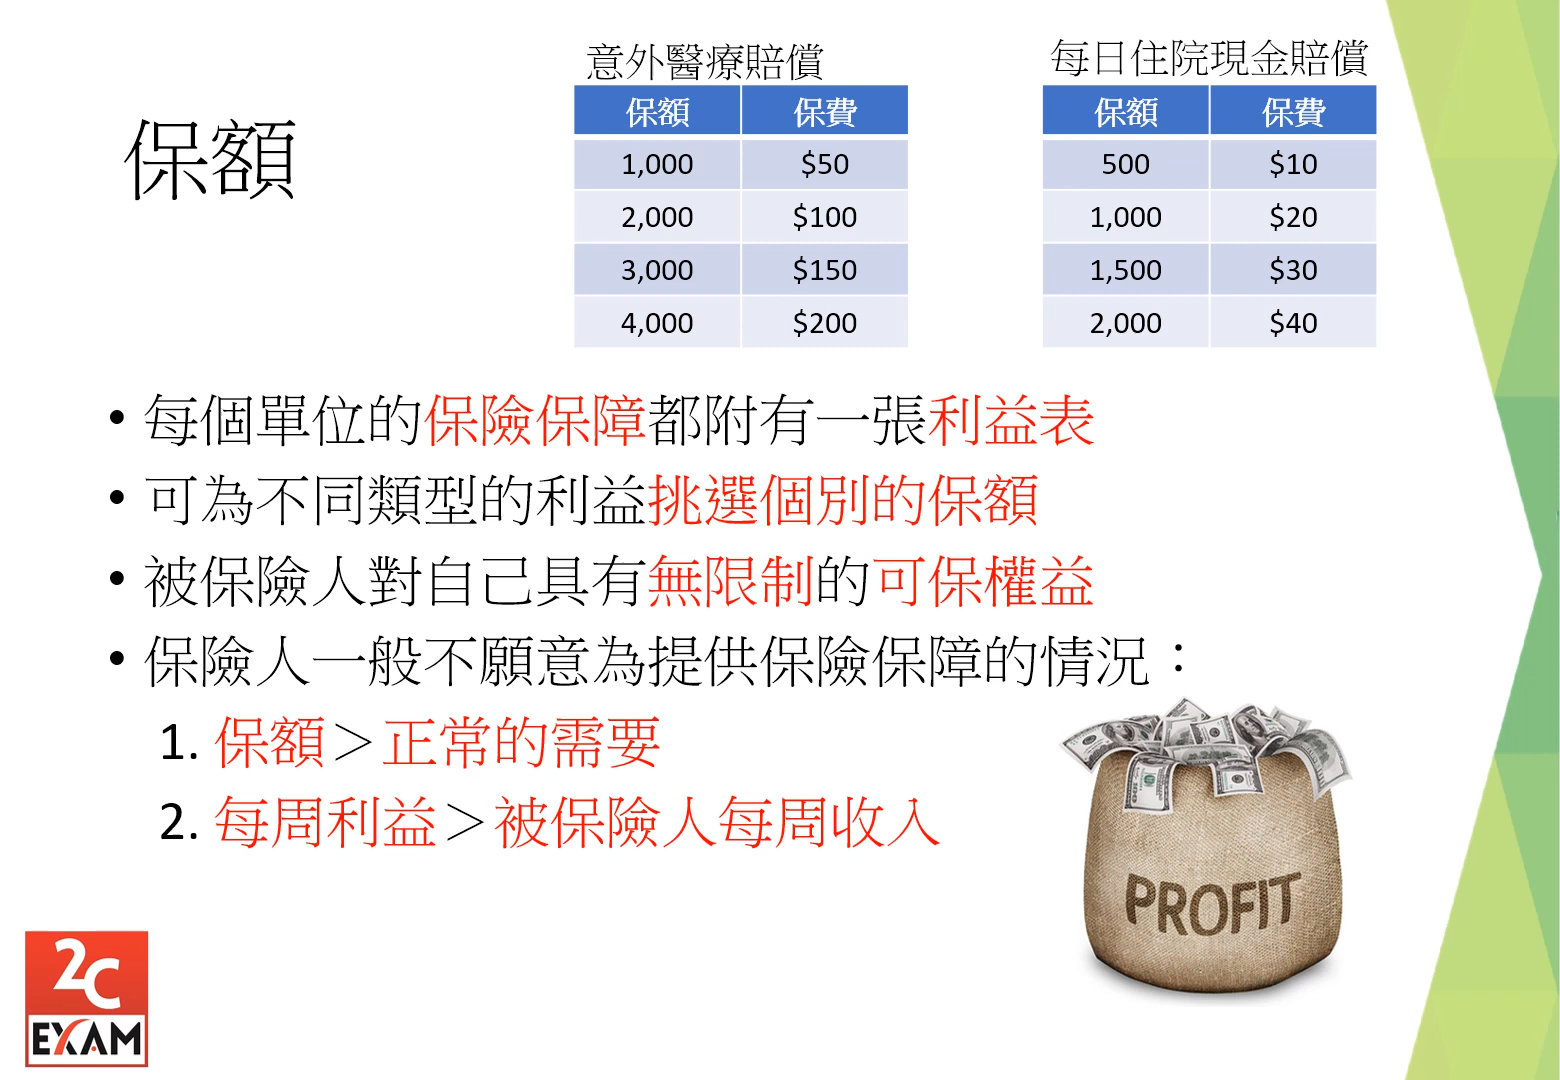 保額
意外醫療賠償
保額 保費
1,000 $50
2,000 $100
3,000 $150
4,000 $200
每日住院現金賠償
保額 保費
500 $10
1,000 $20
1,500 $30
2,000 $40
• 每個單位的保險保障都附有一張利益表
• 可為不同類型的利益挑選個別的保額
• 被保險人對自己具有無限制的可保權益
• 保險人一般不願意為提供保險保障的情況：
1. 保額＞正常的需要
2. 每周利益＞被保險人每周收入
PROFIT
2C
EXAM